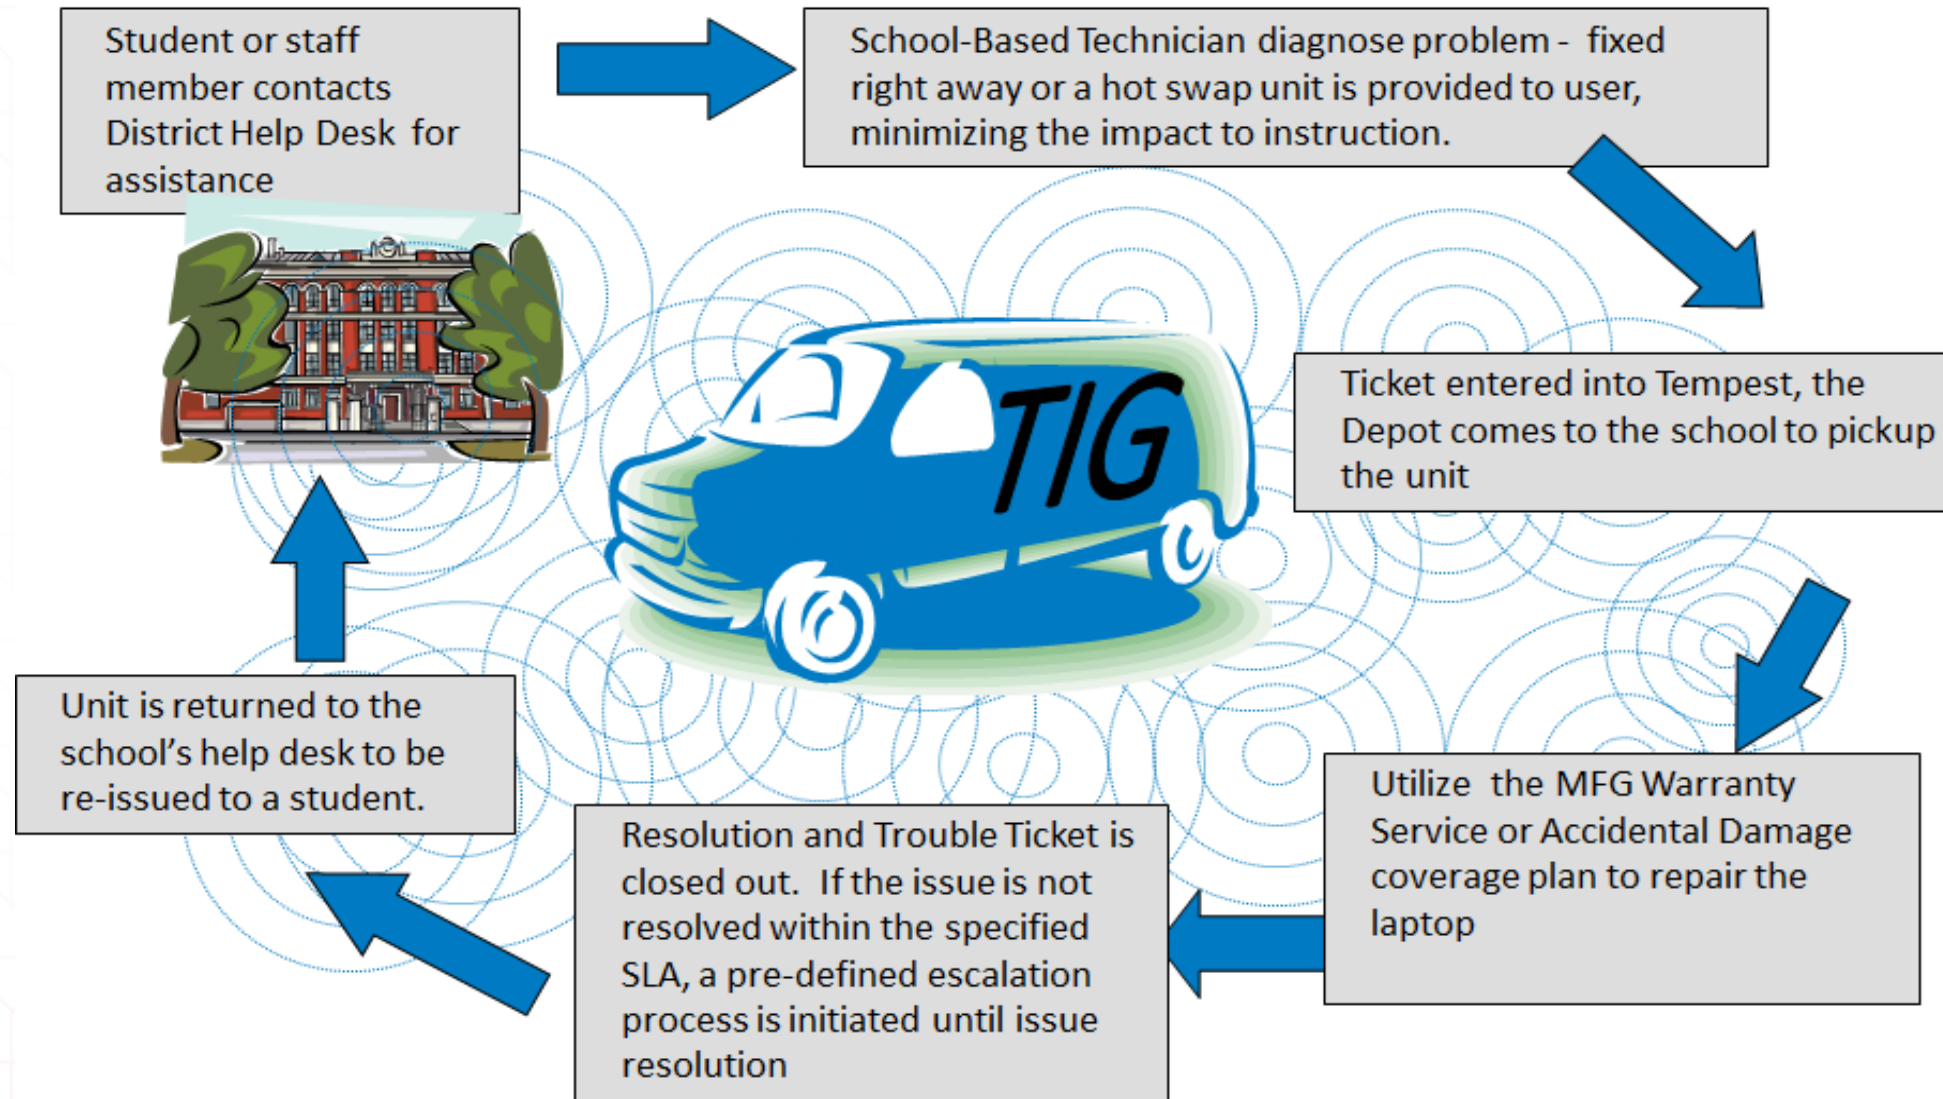 Student or staff
member contacts
District Help Desk for
assistance
School-Based Technician diagnose problem - fixed
right away or a hot swap unit is provided to user,
minimizing the impact to instruction.
Ticket entered into Tempest, the
Depot comes to the school to pickup
the unit
TIG
Utilize the MFG Warranty
Service or Accidental Damage
coverage plan to repair the
laptop
Resolution and Trouble Ticket is
closed out. If the issue is not
resolved within the specified
SLA, a pre-defined escalation
process is initiated until issue
resolution
Unit is returned to the
school’s help desk to be
re-issued to a student.